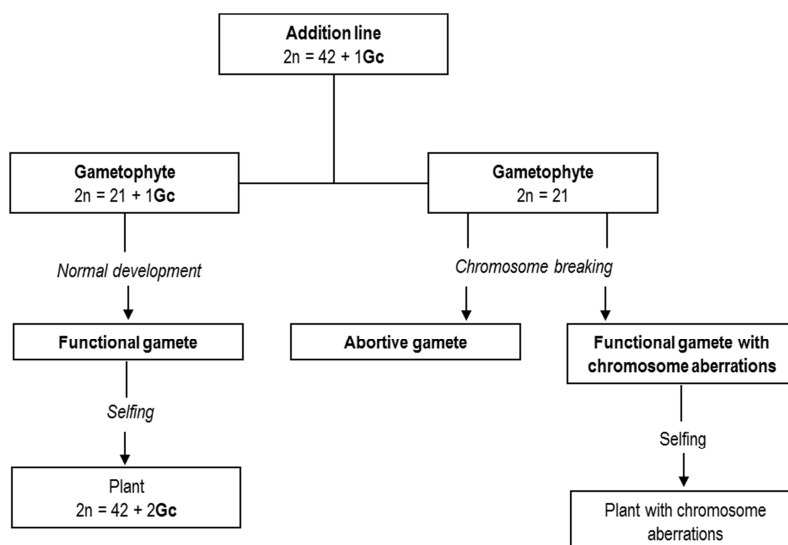 Addition line
2n = 42 + 1Gc
Gametophyte
2n = 21 + 1Gc
Gametophyte
2n = 21
Normal development
Chromosome breaking
Functional gamete
Abortive gamete
Functional gamete with
chromosome aberrations
Selfing
Selfing
Plant
2n = 42 + 2Gc
Plant with chromosome
aberrations